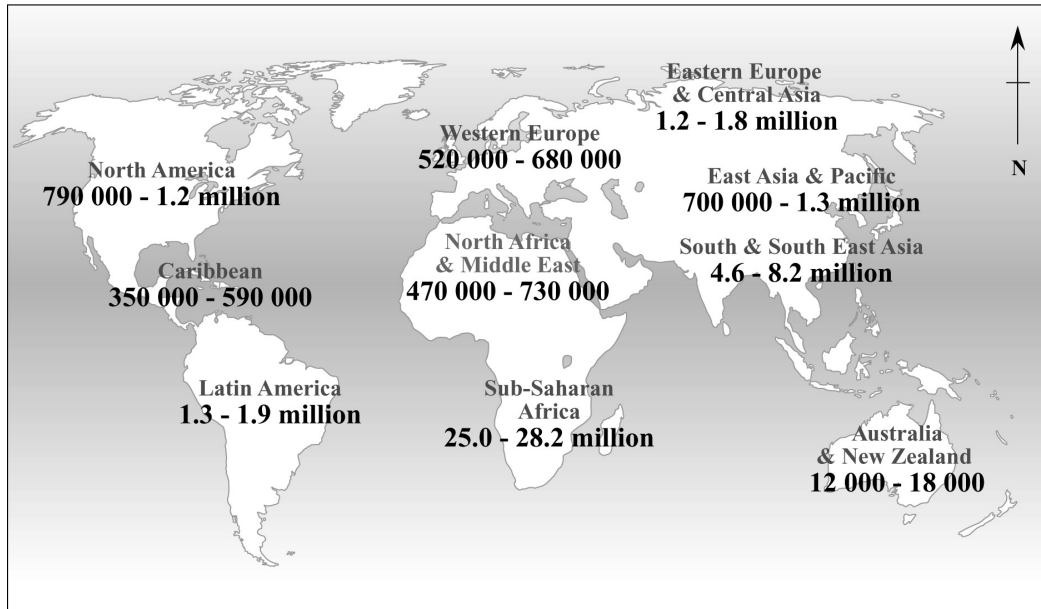 Eastern Europe
& Central Asia
1.2 - 1.8 million
Western Europe
520 000 - 680 000
N
North America
790 000 - 1.2 million
East Asia & Pacific
700 000 - 1.3 million
North Africa
& Middle East
470 000 - 730 000
South & South East Asia
4.6 - 8.2 million
Caribbean
350 000 - 590 000
Latin America
1.3 - 1.9 million
Sub-Saharan
Africa
25.0 - 28.2 million
Australia
& New Zealand
12 000 - 18 000